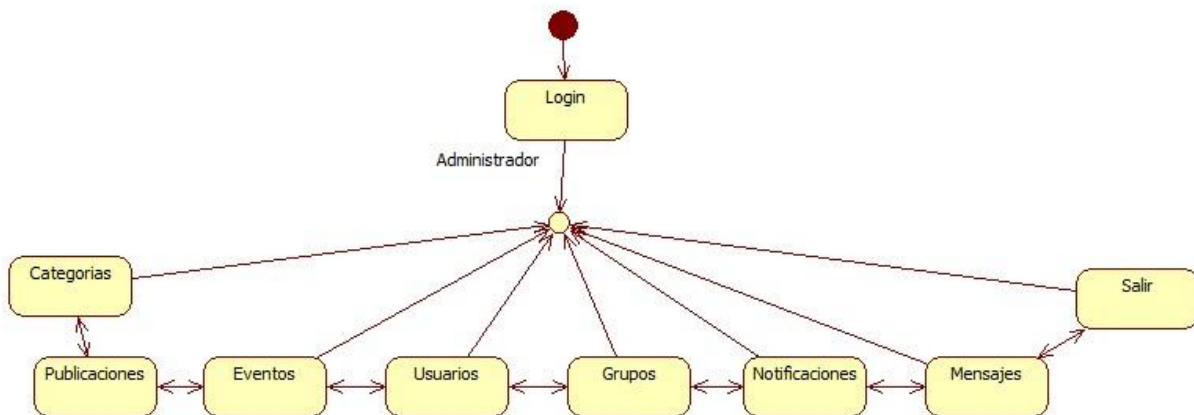 Login
Administrador
Categorias
Salir
Publicaciones
Eventos
Usuarios
Grupos
Notificaciones
Mensajes